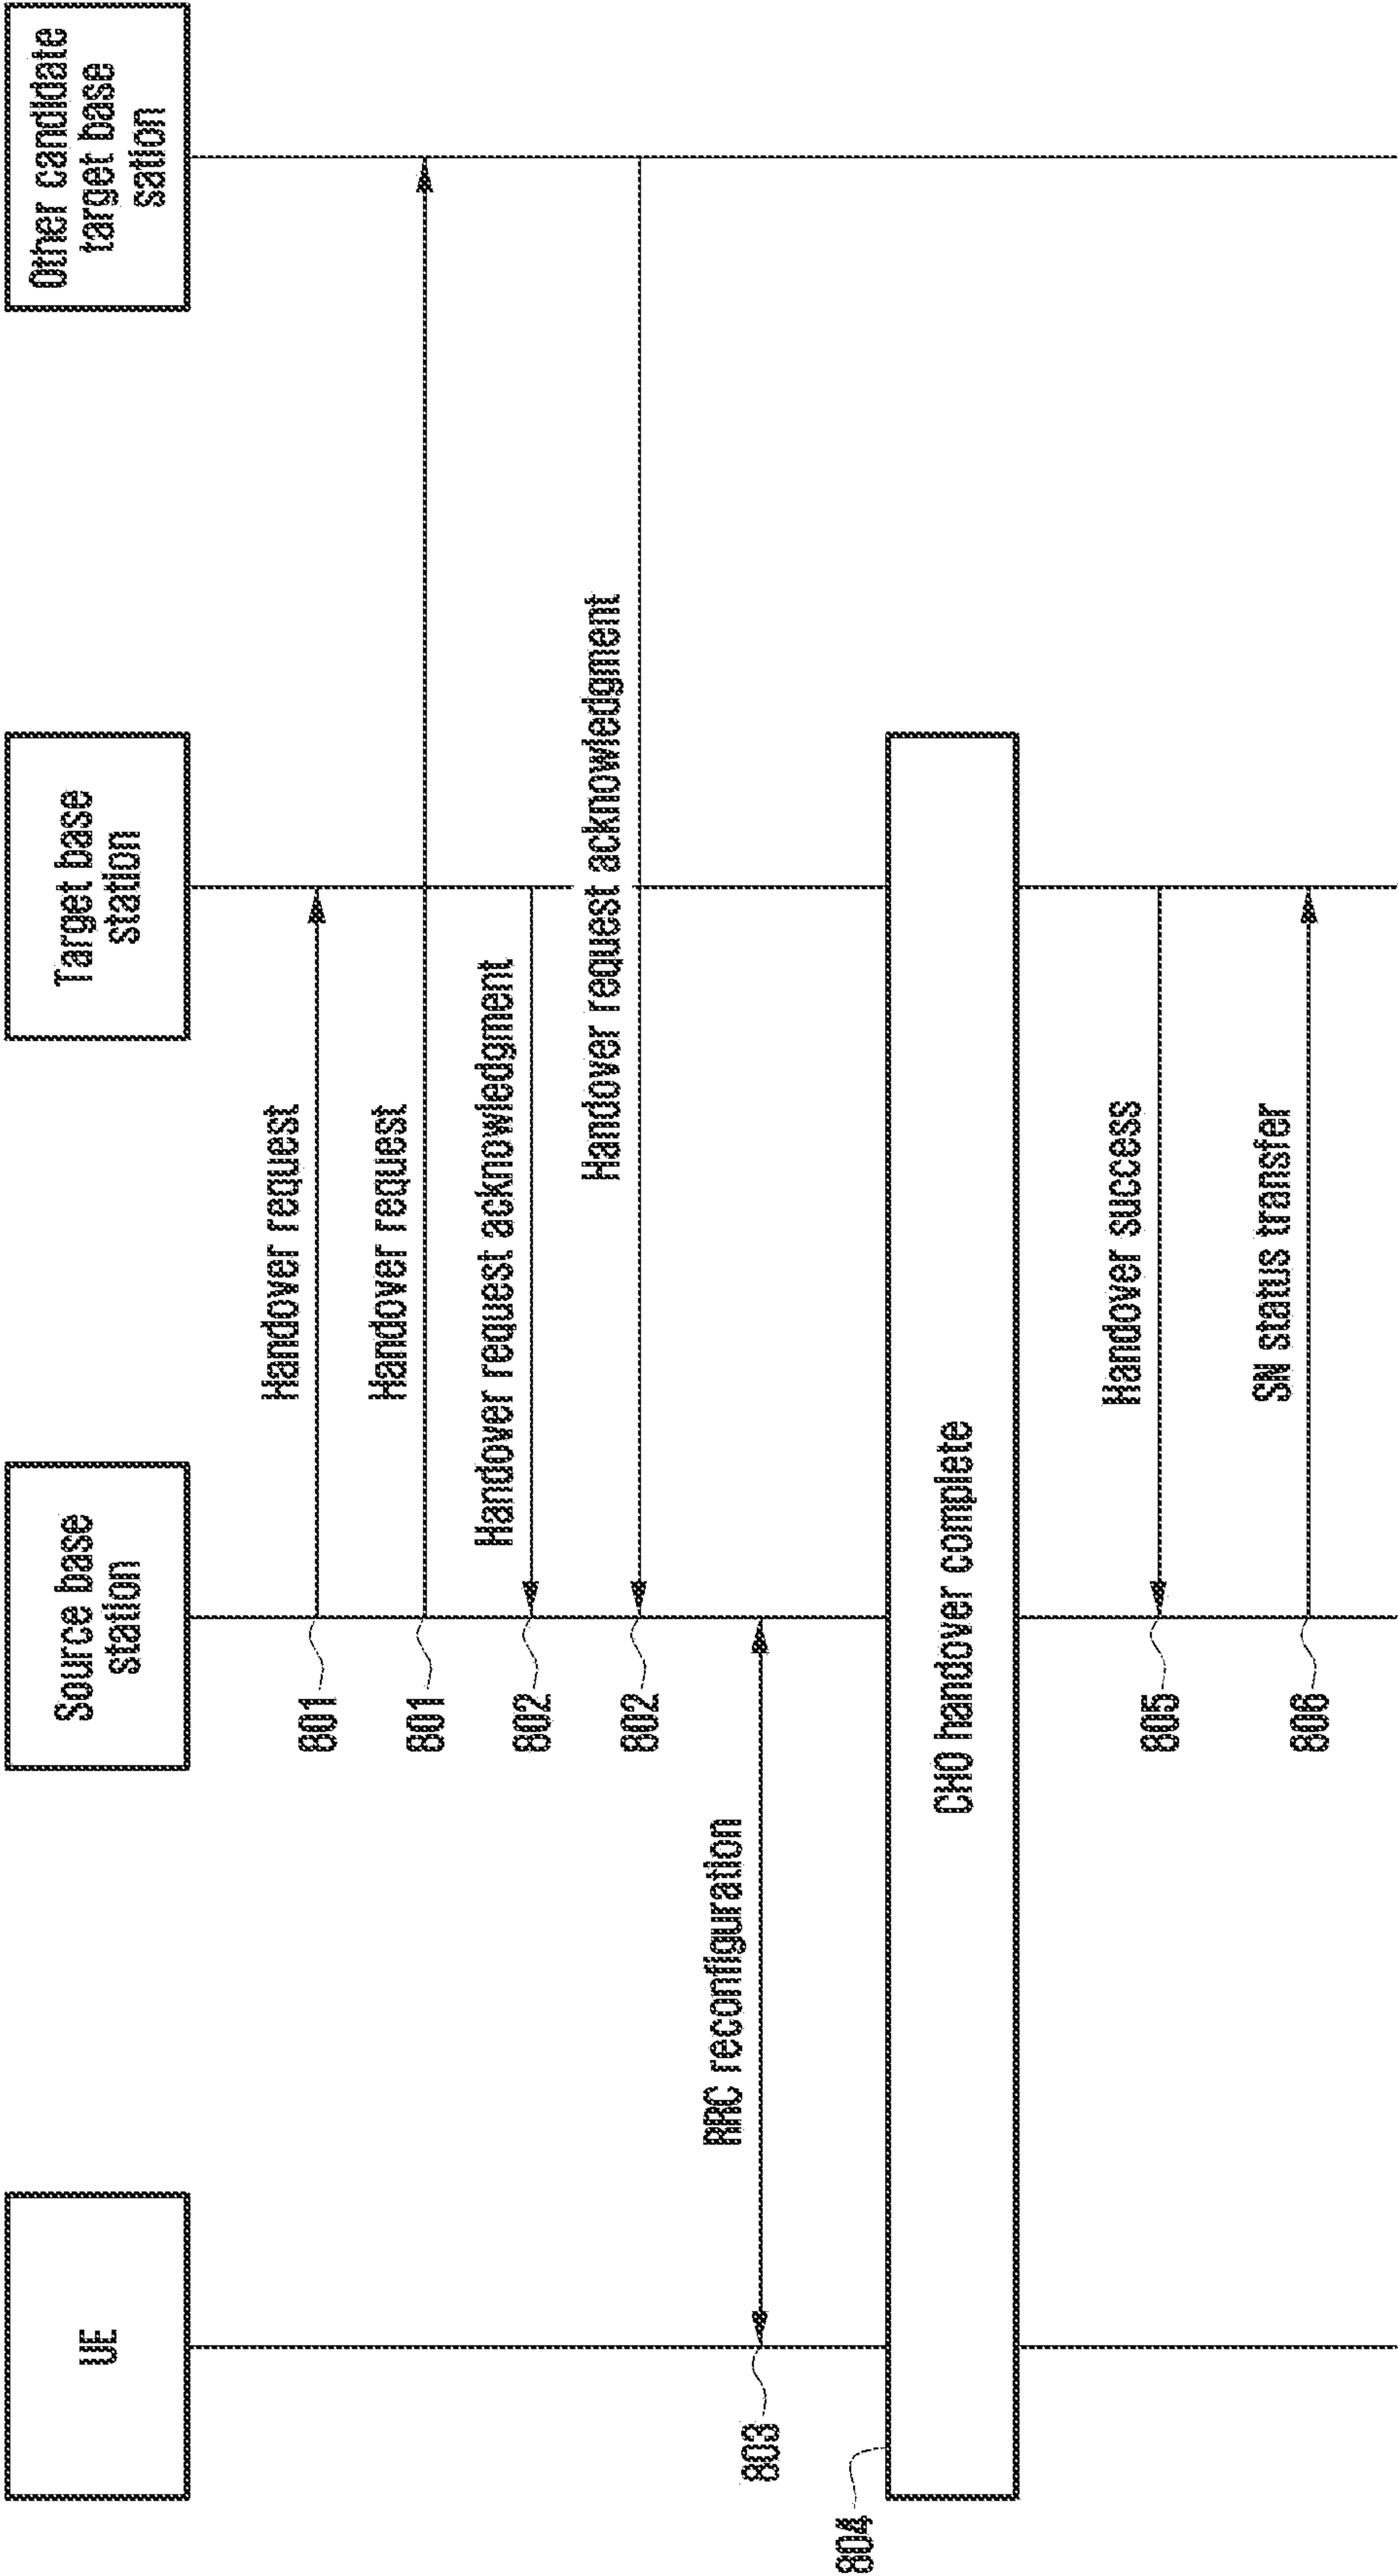 UE
Source base
station
Target base
station
Other candidate
target base
sation
801
Handover request
801
Handover request
802
Handover request acknowledgment
802
Handover request acknowledgment
803
RRC reconfiguration
804
CHO handover complete
805
Handover success
806
SN status transfer